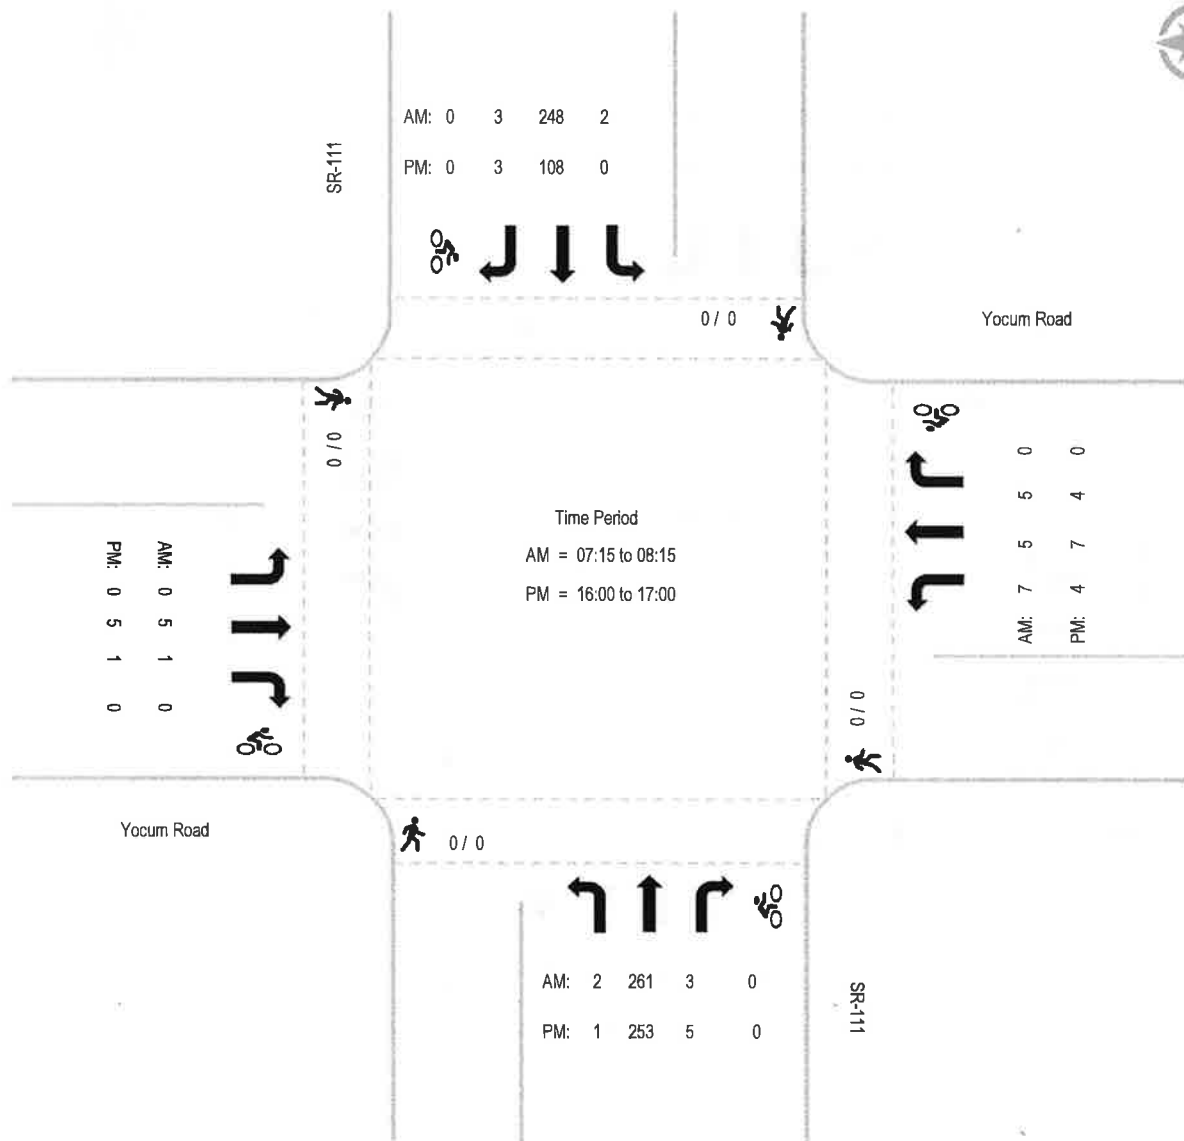 AM: 0 3 248 2
PM: 0 3 108 0
SR-111
0 / 0
Yocum Road
0 / 0
AM: 7 5 5 0
PM: 4 7 4 0
Time Period
AM = 07:15 to 08:15
PM = 16:00 to 17:00
AM: 0 5 1 0
PM: 0 5 1 0
0 / 0
Yocum Road
0 / 0
AM: 2 261 3 0
PM: 1 253 5 0
SR-111